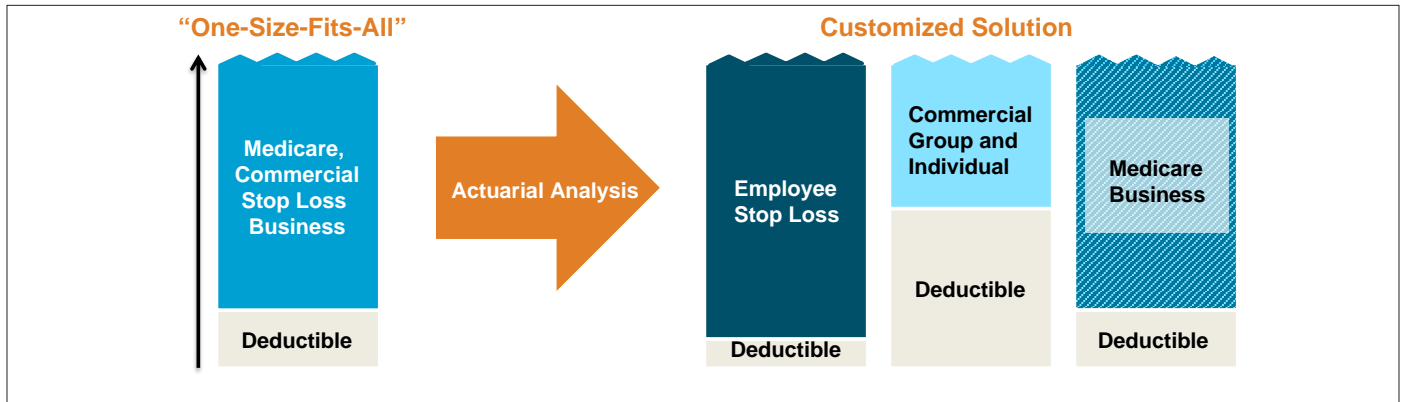 “One-Size-Fits-All”
Medicare,
Commercial
Stop Loss
Business
Deductible
Actuarial Analysis
Customized Solution
Employee
Stop Loss
Deductible
Commercial
Group and
Individual
Deductible
Medicare
Business
Deductible